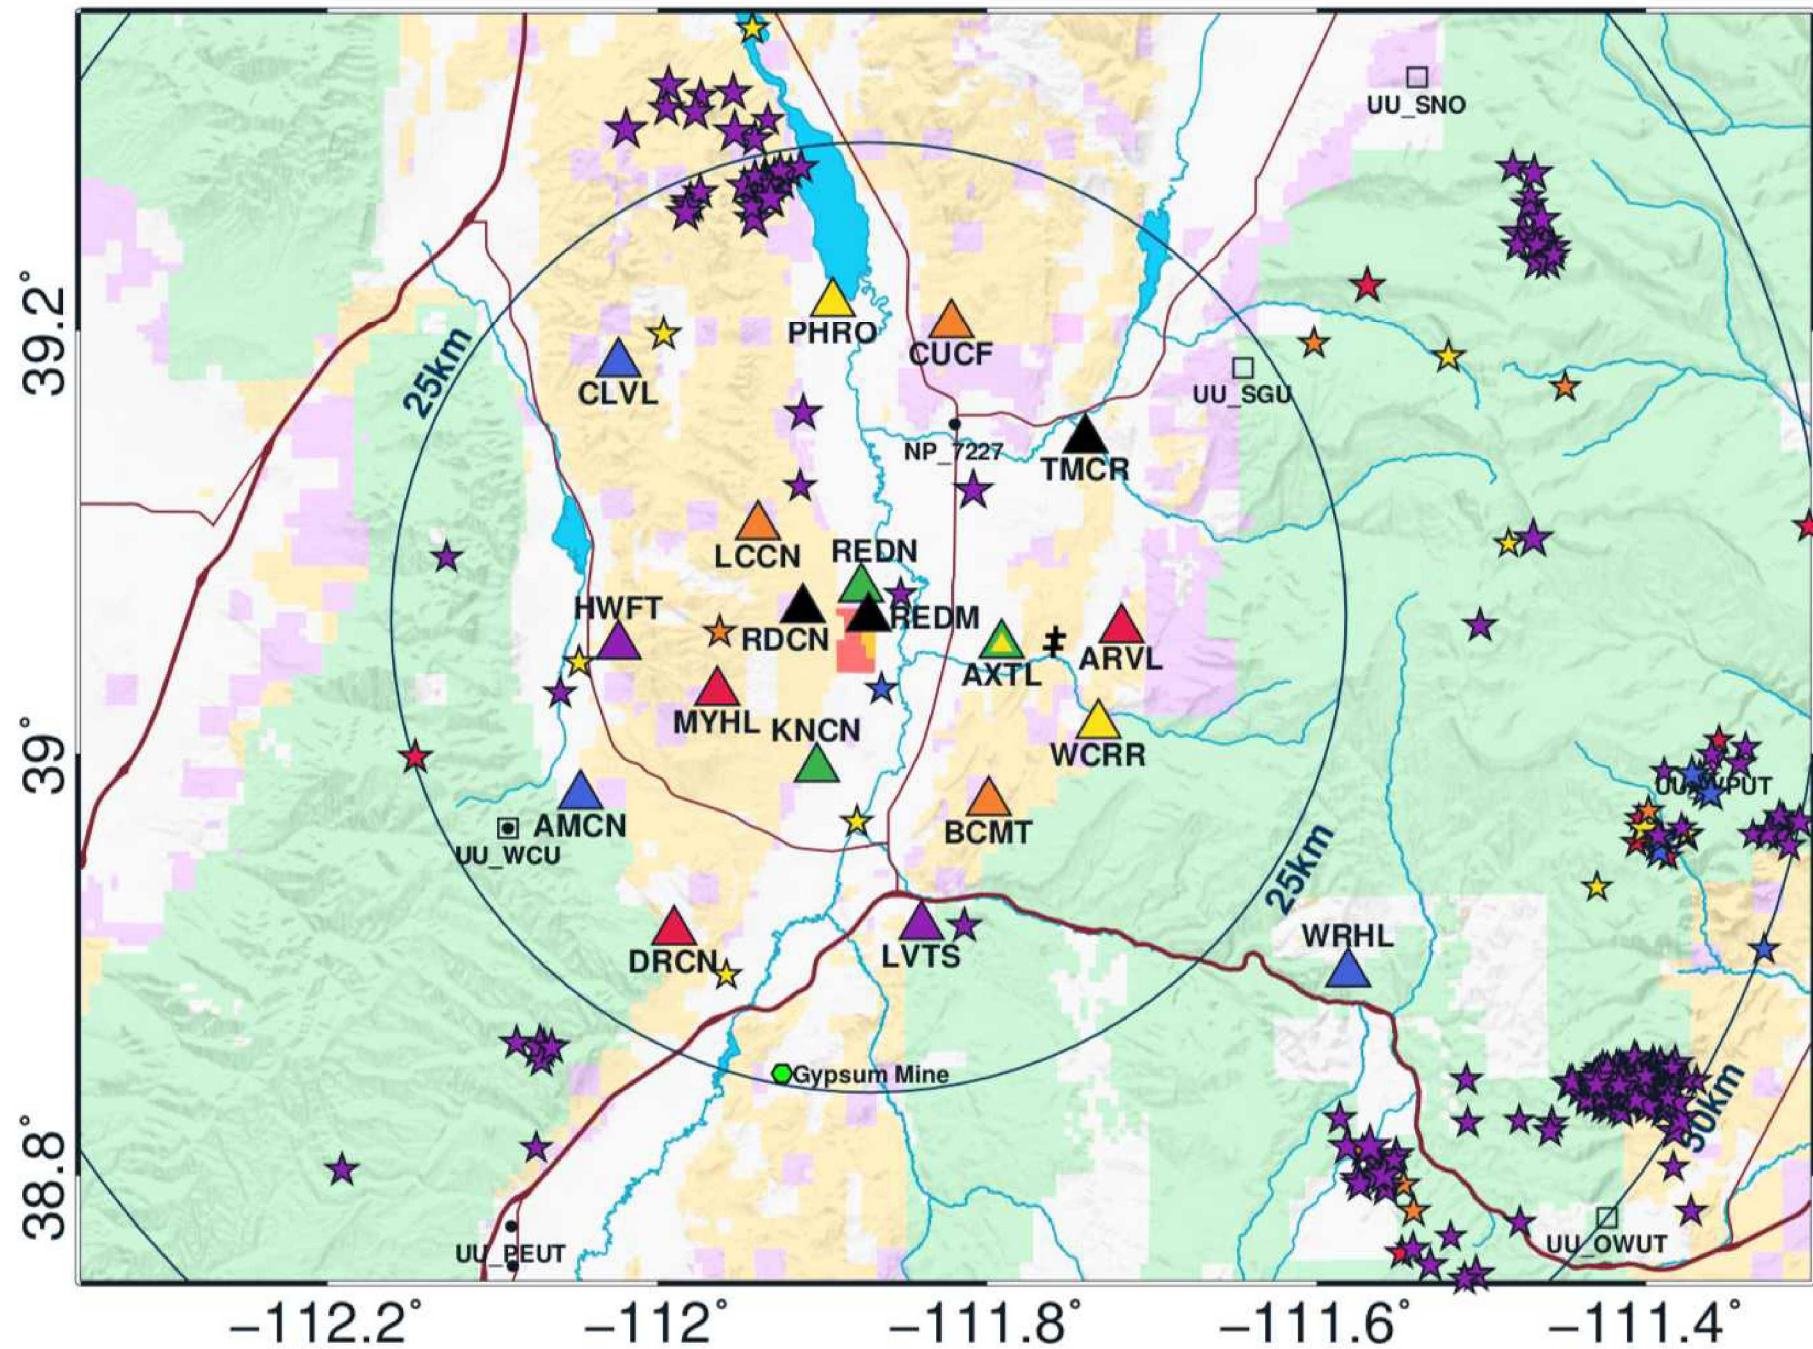 UU_SNO
39.2°
25km
PHRO
CUCF
CLVL
UU_SGU
NP_7227
TMCR
LCCN
REDN
HWFT
RDCN
REDM
AXTL
ARVL
MYHL
KNCN
WCRR
39°
UU_WPUT
AMCN
BCMT
UU_WCU
25km
DRCN
LVTS
WRHL
Gypsum Mine
50km
38.8°
UU_PEUT
UU_OWUT
−112.2°
−112°
−111.8°
−111.6°
−111.4°